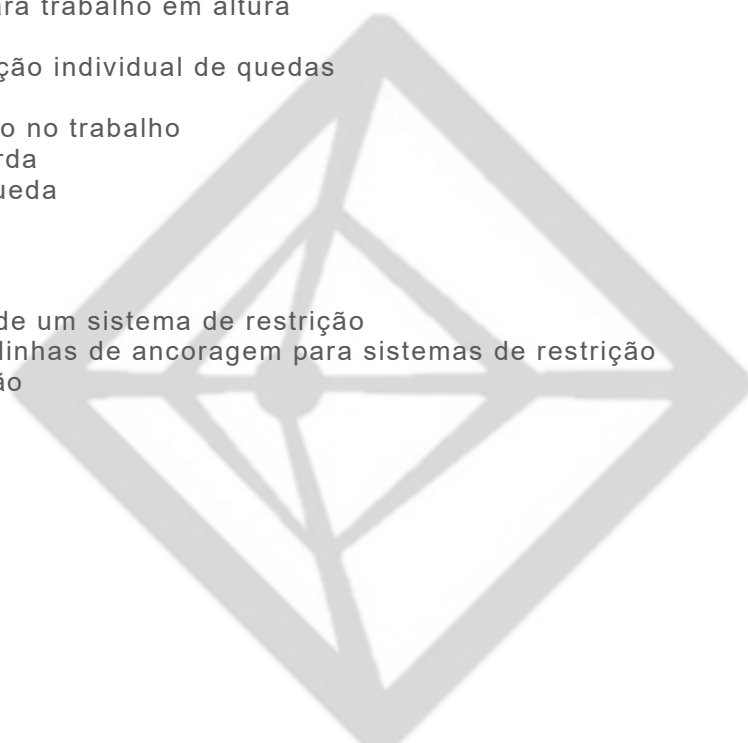 ra trabalho em altura
ção individual de quedas
o no trabalho
rda
ueda
de um sistema de restrição
linhas de ancoragem para sistemas de restrição
ão